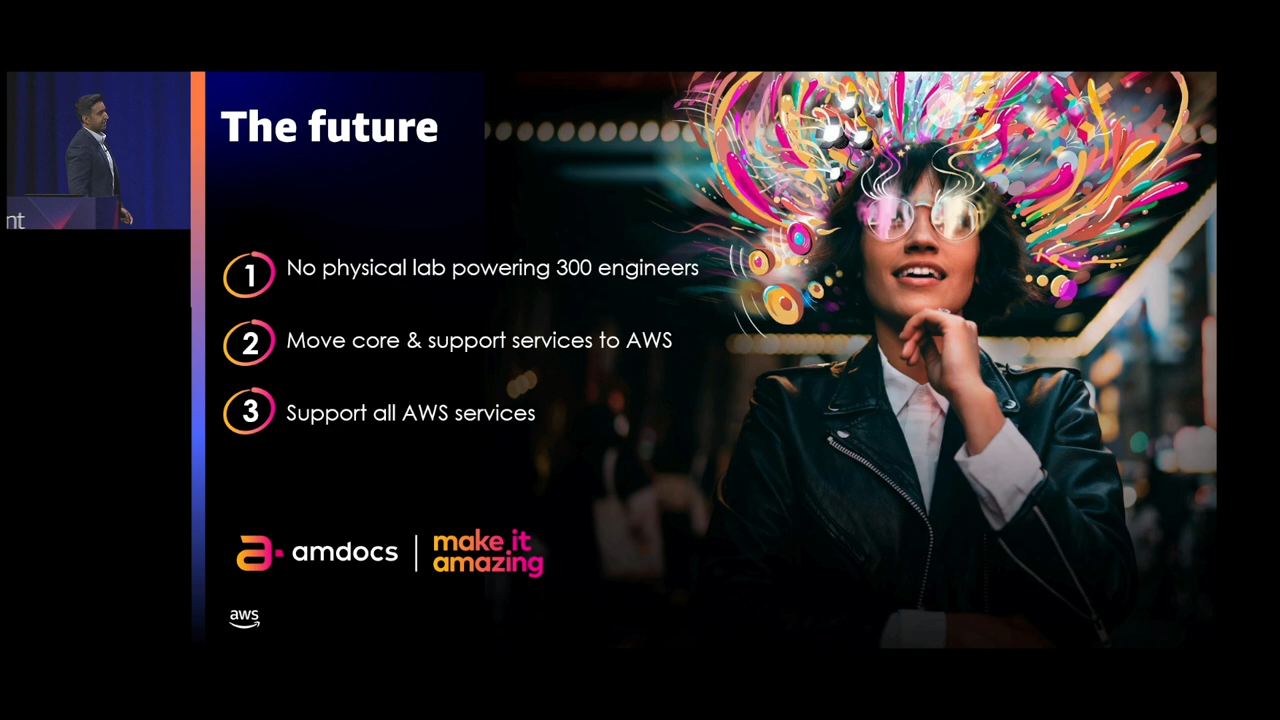 The future
1 No physical lab powering 300 engineers
2 Move core & support services to AWS
3 Support all AWS services
amdocs
make it
amazing
aws
nt